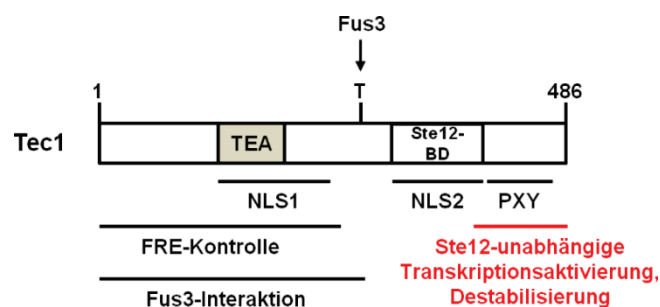 Fus3
1 T 486
Tec1
TEA
Ste12-
BD
NLS1 NLS2 PXY
FRE-Kontrolle
Fus3-Interaktion
Ste12-unabhängige
Transkriptionsaktivierung,
Destabilisierung